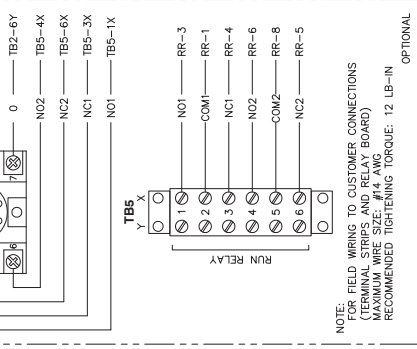 0 TB2-6Y
NO2 TB5-4X
NC2 TB5-6X
NC1 TB5-3X
NO1 TB5-1X
7
6
TB5
Y X
1 NO1 RR-3
2 COM1 RR-1
3 NC1 RR-4
4 NO2 RR-6
5 COM2 RR-8
6 NC2 RR-5
RUN RELAY
NOTE:
FOR FIELD WIRING TO CUSTOMER CONNECTIONS
(TERMINAL STRIPS AND RELAY BOARD)
MAXIMUM WIRE SIZE: #14 AWG
RECOMMENDED TIGHTENING TORQUE: 12 LB-IN
OPTIONAL